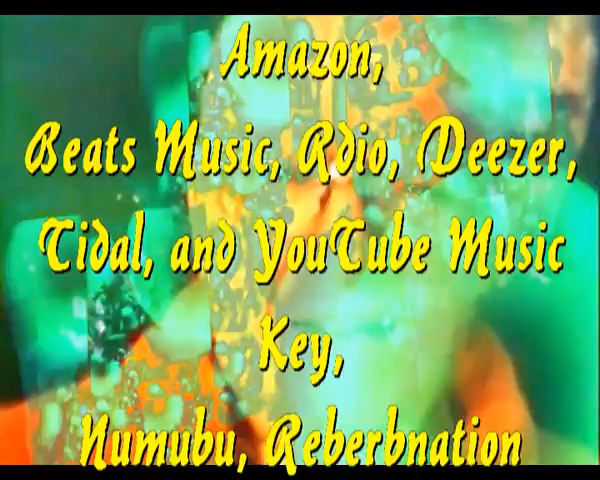 Amazon,
Beats Music, Rdio, Deezer,
Tidal, and YouTube Music
Key,
Numubu, Reberbnation